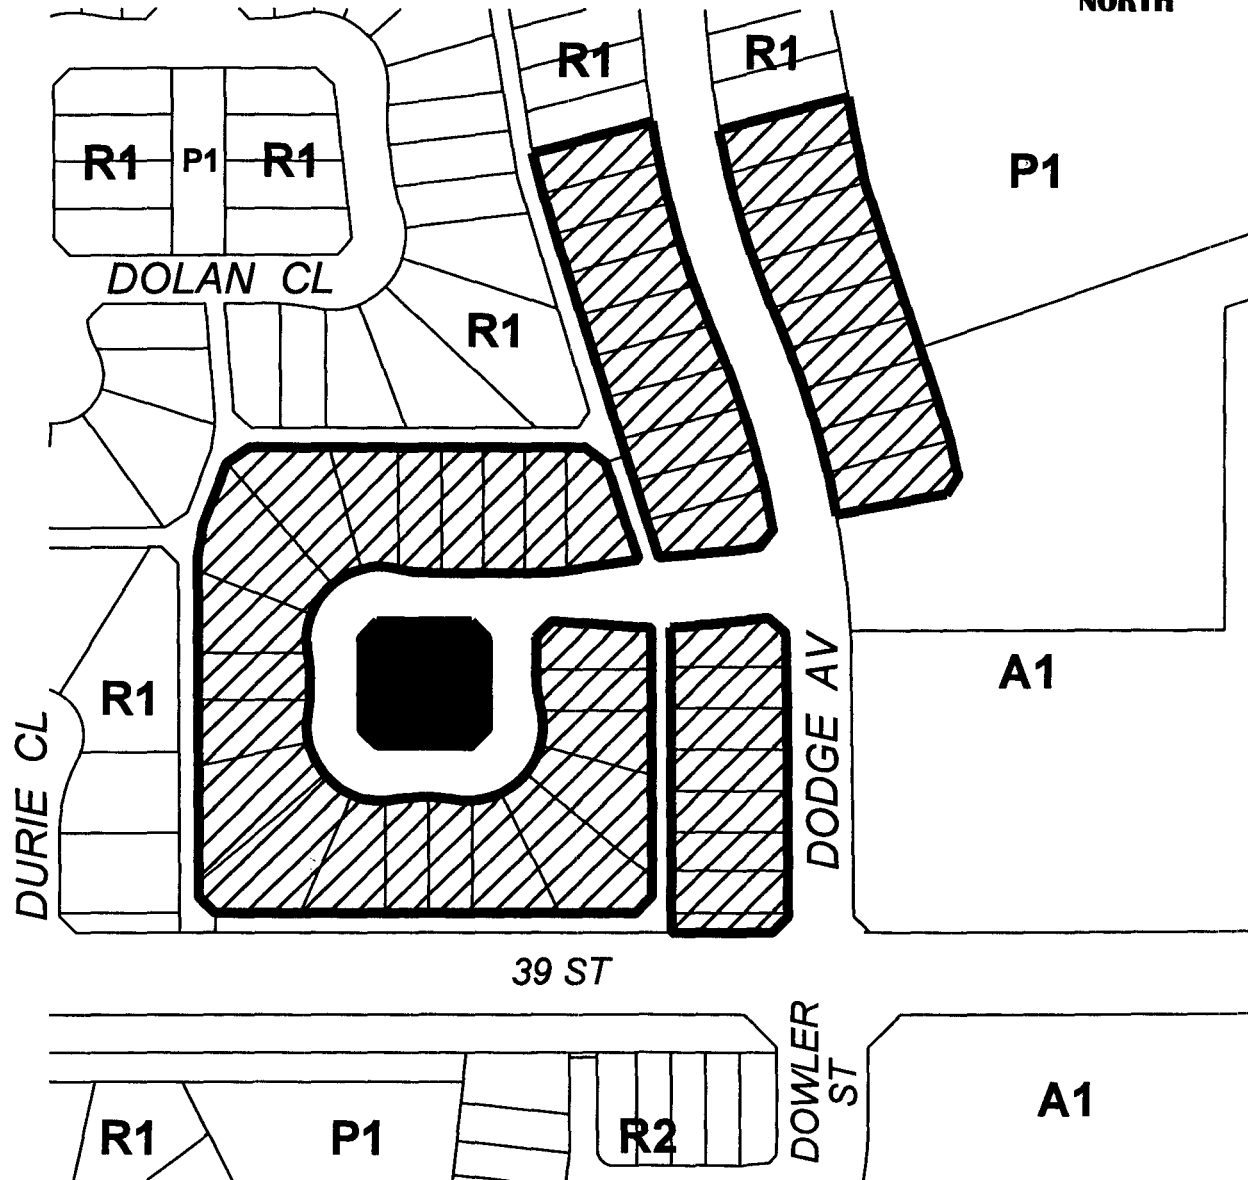 NORTH
R1
R1
R1
P1
R1
P1
DOLAN CL
R1
R1
A1
DURIE CL
DODGE AV
39 ST
DOWLER
ST
R1
P1
R2
A1